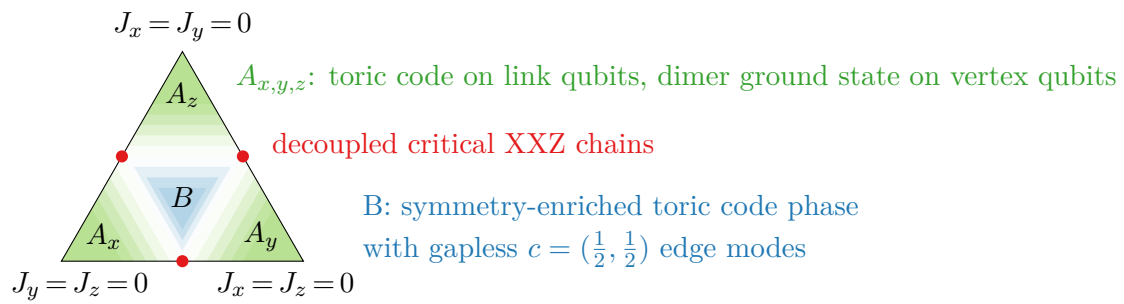 J_x = J_y = 0
A_z
A_{x,y,z}: toric code on link qubits, dimer ground state on vertex qubits
decoupled critical XXZ chains
B
B: symmetry-enriched toric code phase
with gapless c = (1/2, 1/2) edge modes
A_x
A_y
J_y = J_z = 0
J_x = J_z = 0